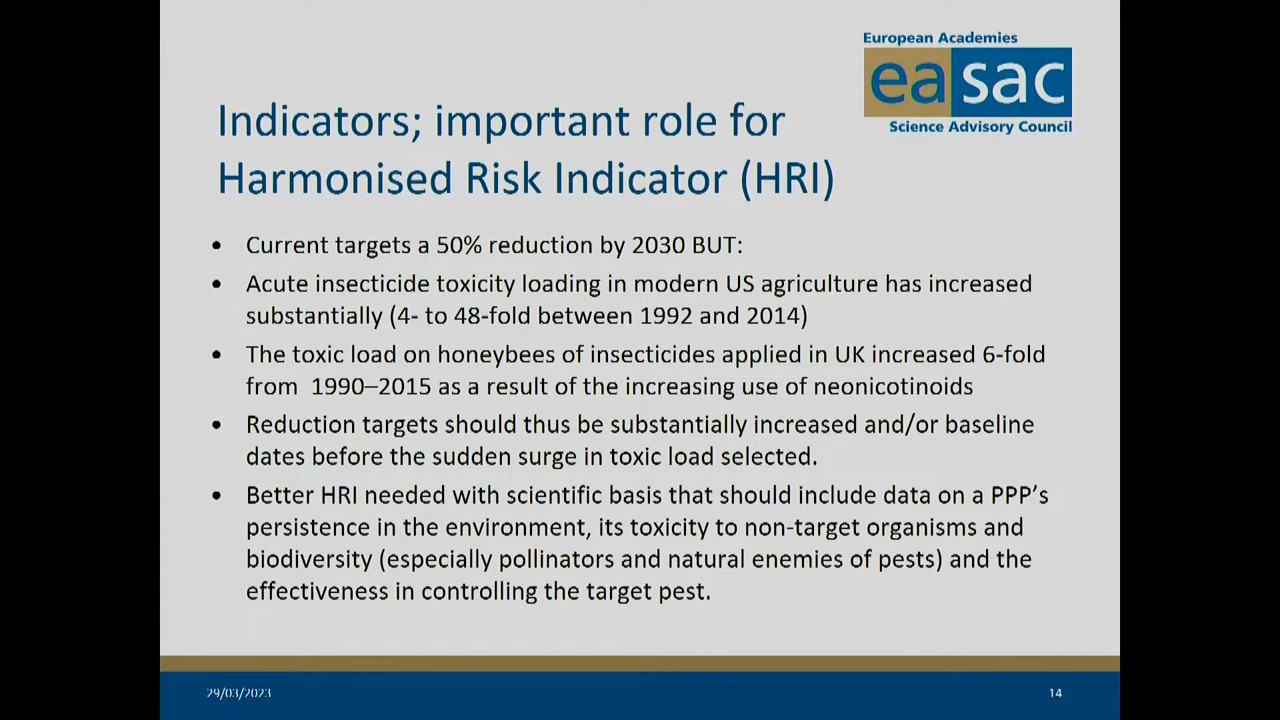 European Academies
easac
Science Advisory Council
Indicators; important role for
Harmonised Risk Indicator (HRI)
• Current targets a 50% reduction by 2030 BUT:
• Acute insecticide toxicity loading in modern US agriculture has increased
substantially (4- to 48-fold between 1992 and 2014)
• The toxic load on honeybees of insecticides applied in UK increased 6-fold
from 1990–2015 as a result of the increasing use of neonicotinoids
• Reduction targets should thus be substantially increased and/or baseline
dates before the sudden surge in toxic load selected.
• Better HRI needed with scientific basis that should include data on a PPP’s
persistence in the environment, its toxicity to non-target organisms and
biodiversity (especially pollinators and natural enemies of pests) and the
effectiveness in controlling the target pest.
29/03/2023
14